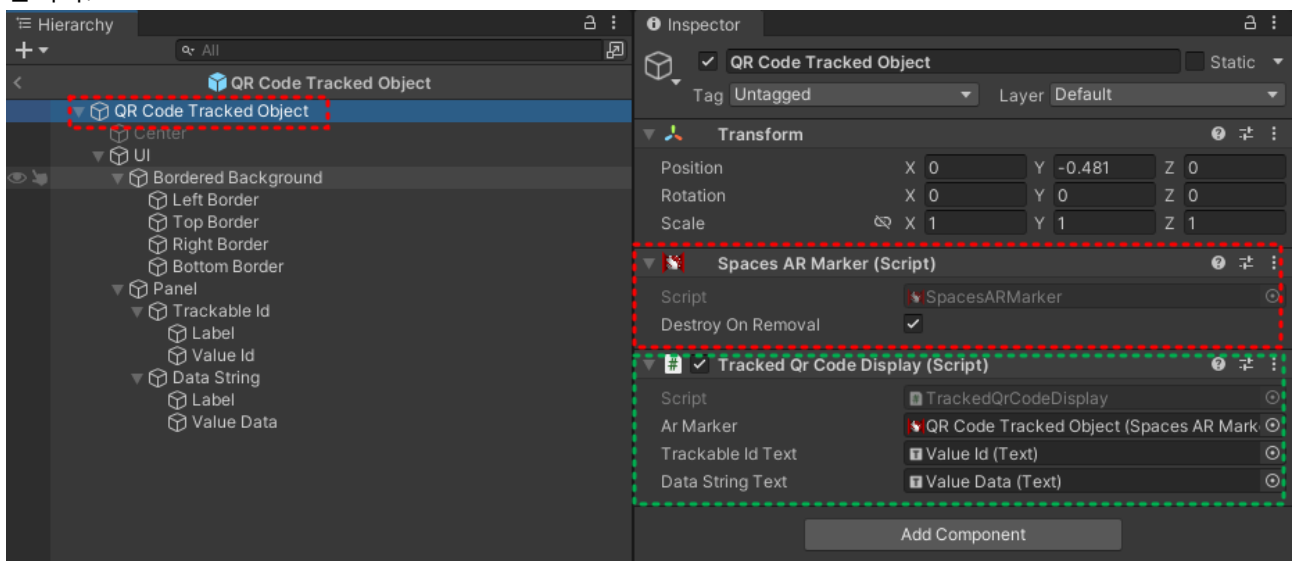 Hierarchy
All
QR Code Tracked Object
QR Code Tracked Object
Center
UI
Bordered Background
Left Border
Top Border
Right Border
Bottom Border
Panel
Trackable Id
Label
Value Id
Data String
Label
Value Data
Inspector
QR Code Tracked Object Static
Tag Untagged Layer Default
Transform
Position X 0 Y -0.481 Z 0
Rotation X 0 Y 0 Z 0
Scale X 1 Y 1 Z 1
Spaces AR Marker (Script)
Script SpacesARMarker
Destroy On Removal
Tracked Qr Code Display (Script)
Script TrackedQrCodeDisplay
Ar Marker QR Code Tracked Object (Spaces AR Mark
Trackable Id Text Value Id (Text)
Data String Text Value Data (Text)
Add Component